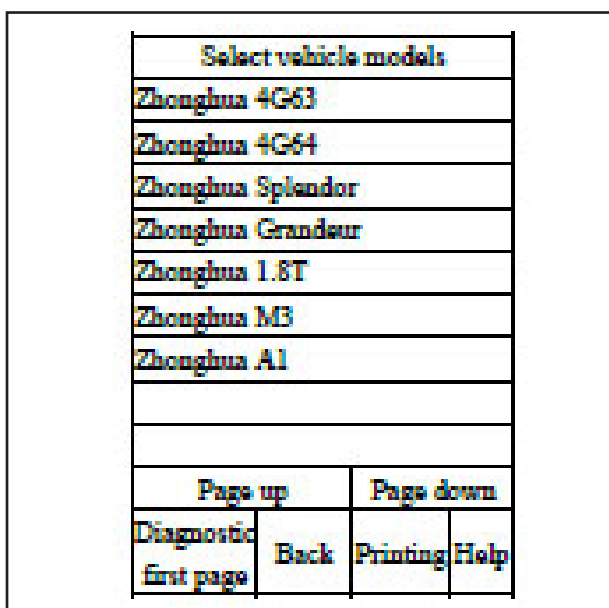 Select vehicle models
Zhonghua 4G63
Zhonghua 4G64
Zhonghua Splendor
Zhonghua Grandeur
Zhonghua 1.8T
Zhonghua M3
Zhonghua A1
Page up Page down
Diagnostic
first page Back Printing Help